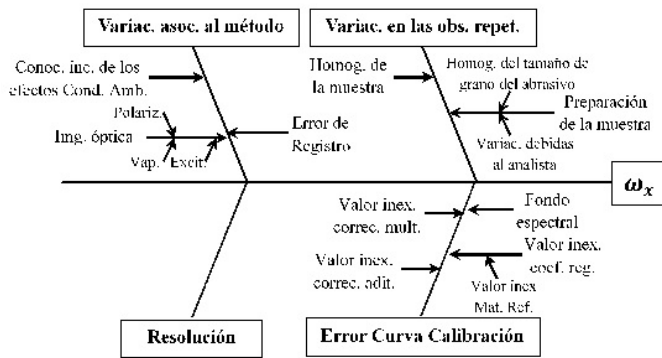 Variac. asoc. al método
Variac. en las obs. repet.
Conoc. inc. de los
efectos Cond. Amb.
Polariz.
Img. óptica
Vap. Excit.
Error de
Registro
Homog. de
la muestra
Homog. del tamaño de
grano del abrasivo
Preparación
de la muestra
Variac. debidas
al analista
ω_x
Valor inex.
correc. mult.
Fondo
espectral
Valor inex.
correc. adit.
Valor inex.
coef. reg.
Valor inex
Mat. Ref.
Resolución
Error Curva Calibración